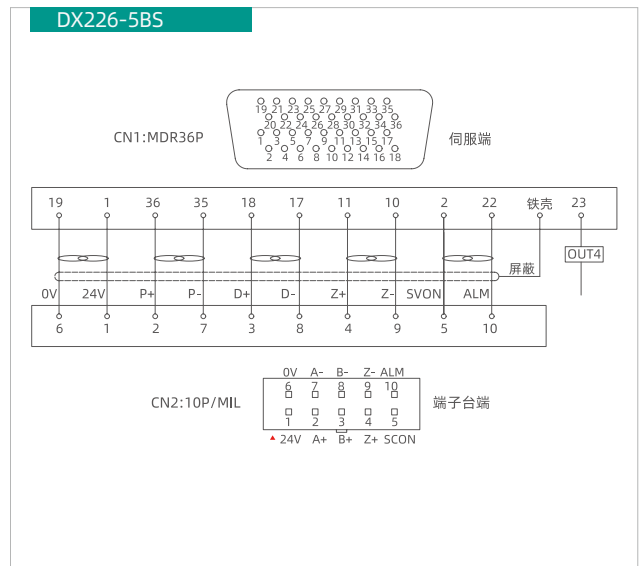 DX226-5BS
19 21 23 25 27 29 31 33 35
20 22 24 26 28 30 32 34 36
CN1:MDR36P
伺服端
1 3 5 7 9 11 13 15 17
2 4 6 8 10 12 14 16 18
19 1 36 35 18 17 11 10 2 22 铁壳 23
OUT4
屏蔽
0V 24V P+ P- D+ D- Z+ Z- SVON ALM
6 1 2 7 3 8 4 9 5 10
0V A- B- Z- ALM
6 7 8 9 10
CN2:10P/MIL
端子台端
1 2 3 4 5
24V A+ B+ Z+ SCON